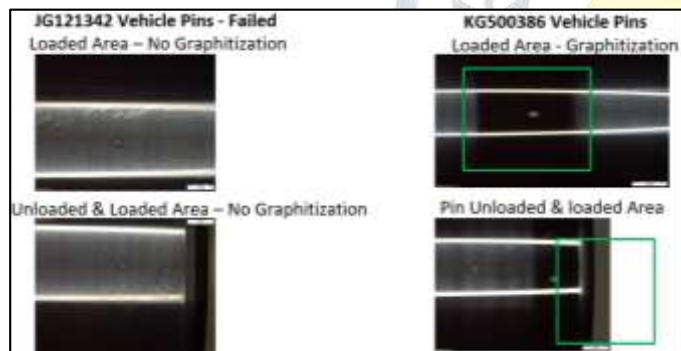 JG121342 Vehicle Pins - Failed
Loaded Area – No Graphitization
KG500386 Vehicle Pins
Loaded Area - Graphitization
Unloaded & Loaded Area – No Graphitization
Pin Unloaded & loaded Area